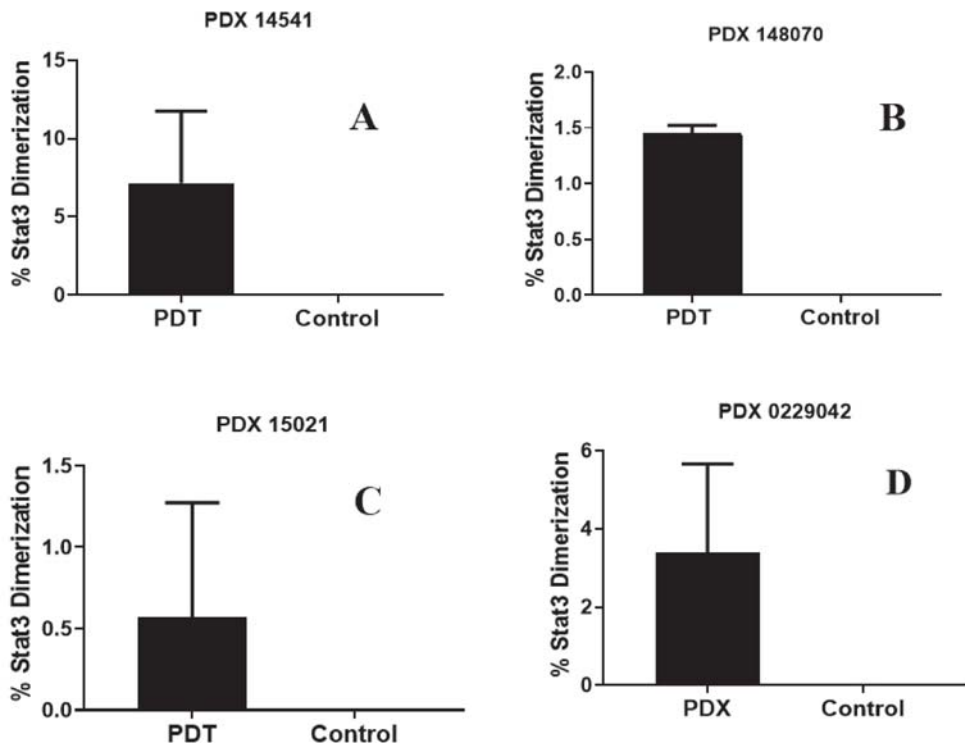 PDX 14541
% Stat3 Dimerization
15
10
5
0
A
PDT Control
PDX 148070
% Stat3 Dimerization
2.0
1.5
1.0
0.5
0.0
B
PDT Control
PDX 15021
% Stat3 Dimerization
1.5
1.0
0.5
0.0
C
PDT Control
PDX 0229042
% Stat3 Dimerization
6
4
2
0
D
PDX Control